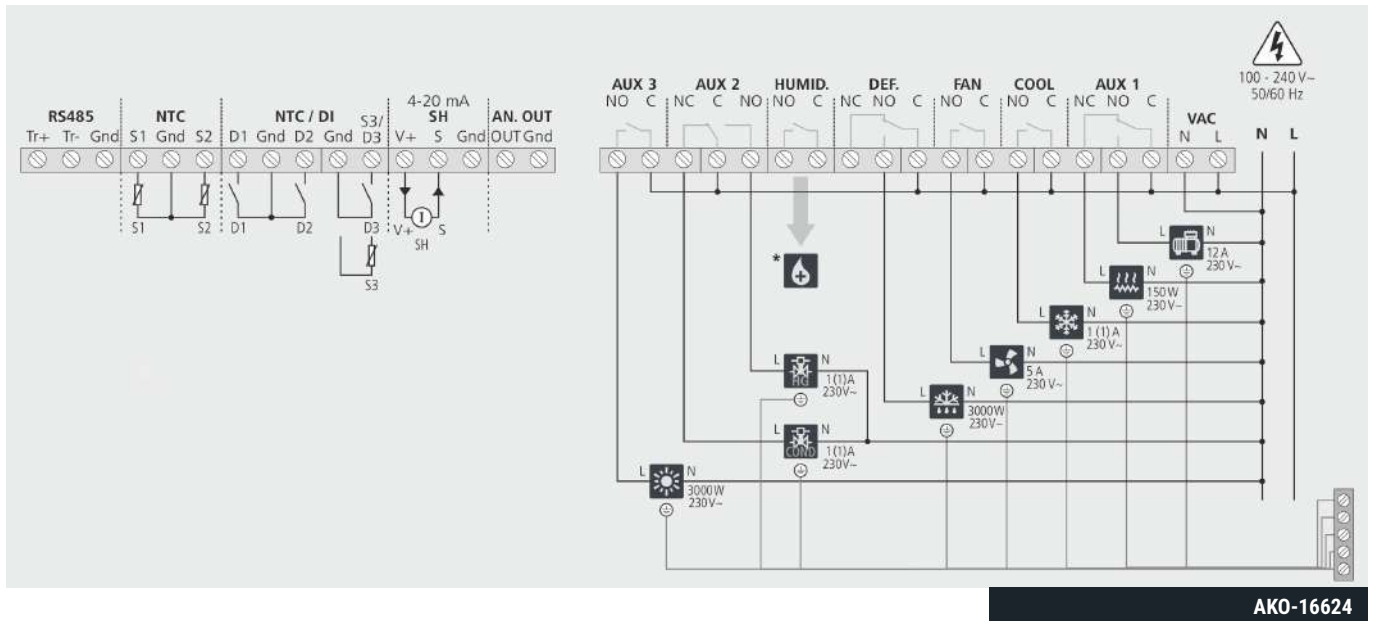 RS485 NTC NTC / DI S3/ D3 4-20 mA SH AN. OUT
Tr+ Tr- Gnd S1 Gnd S2 D1 Gnd D2 Gnd V+ S Gnd OUT Gnd
S1 S2 D1 D2 D3 V+ S
SH
S3
AUX 3 AUX 2 HUMID. DEF. FAN COOL AUX 1
NO C NC C NO NO C NC NO C NO C NO C NC NO C
VAC
N L
100 - 240 V~
50/60 Hz
N L
L N
12 A
230 V~
L N
150 W
230 V~
L N
1 (1) A
230 V~
L N
5 A
230 V~
L N
3000 W
230 V~
*
L N
HG
1(1)A
230V~
L N
COND
1(1)A
230V~
L N
3000 W
230 V~
AKO-16624